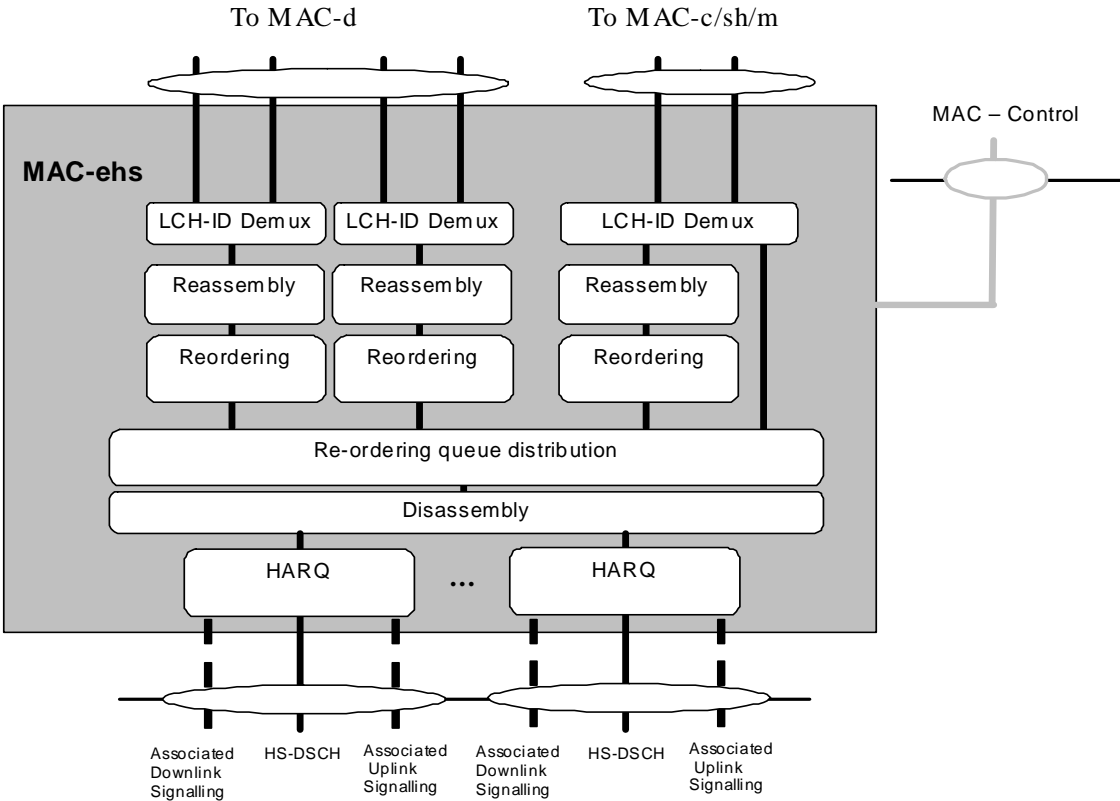 To MAC-d
To MAC-c/sh/m
MAC – Control
MAC-ehs
LCH-ID Demux
LCH-ID Demux
LCH-ID Demux
Reassembly
Reassembly
Reassembly
Reordering
Reordering
Reordering
Re-ordering queue distribution
Disassembly
HARQ
...
HARQ
Associated
Downlink
Signalling
HS-DSCH
Associated
Uplink
Signalling
Associated
Downlink
Signalling
HS-DSCH
Associated
Uplink
Signalling